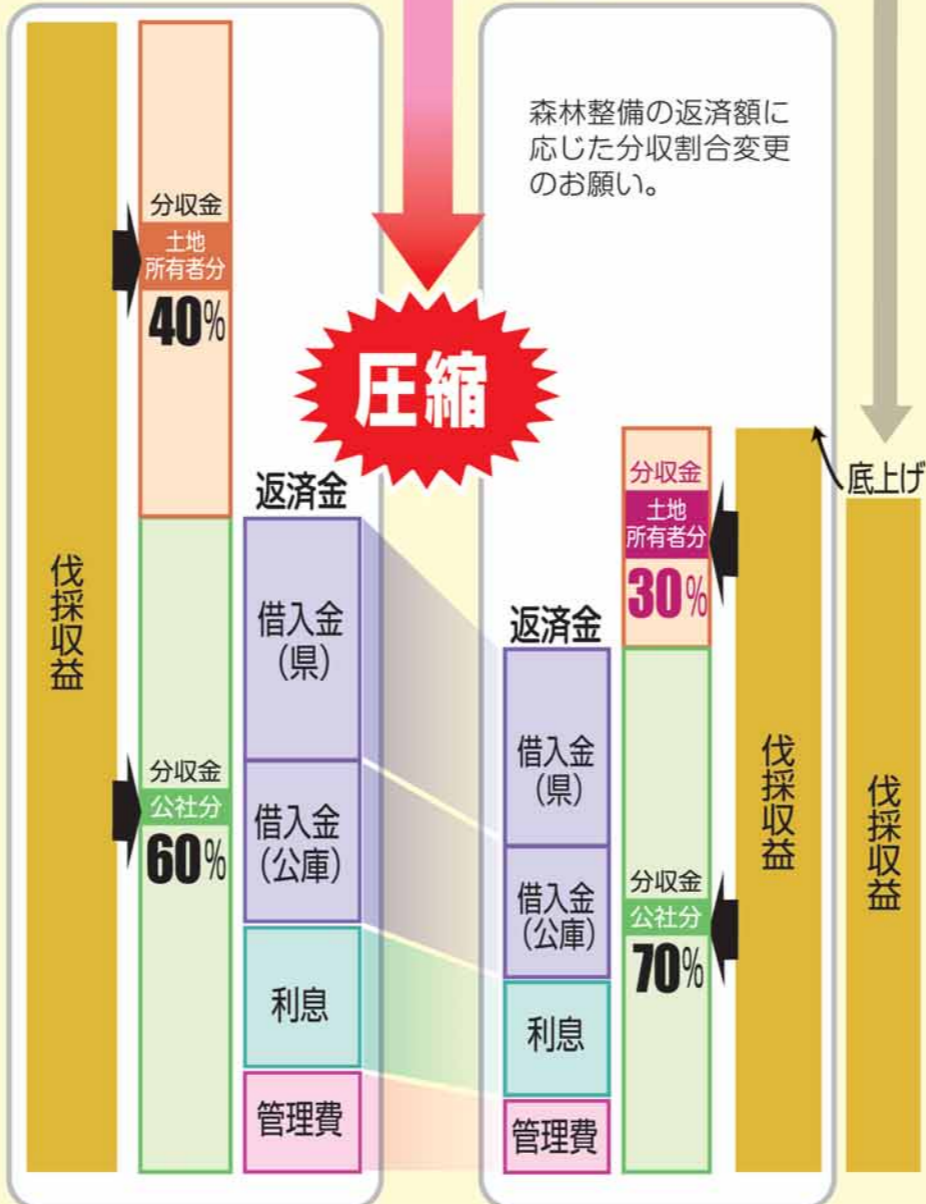 伐採収益
分収金
土地
所有者分
40%
分収金
公社分
60%
返済金
借入金
(県)
借入金
(公庫)
利息
管理費
圧縮
森林整備の返済額に
応じた分収割合変更
のお願い。
返済金
借入金
(県)
借入金
(公庫)
利息
管理費
分収金
土地
所有者分
30%
分収金
公社分
70%
伐採収益
底上げ
伐採収益